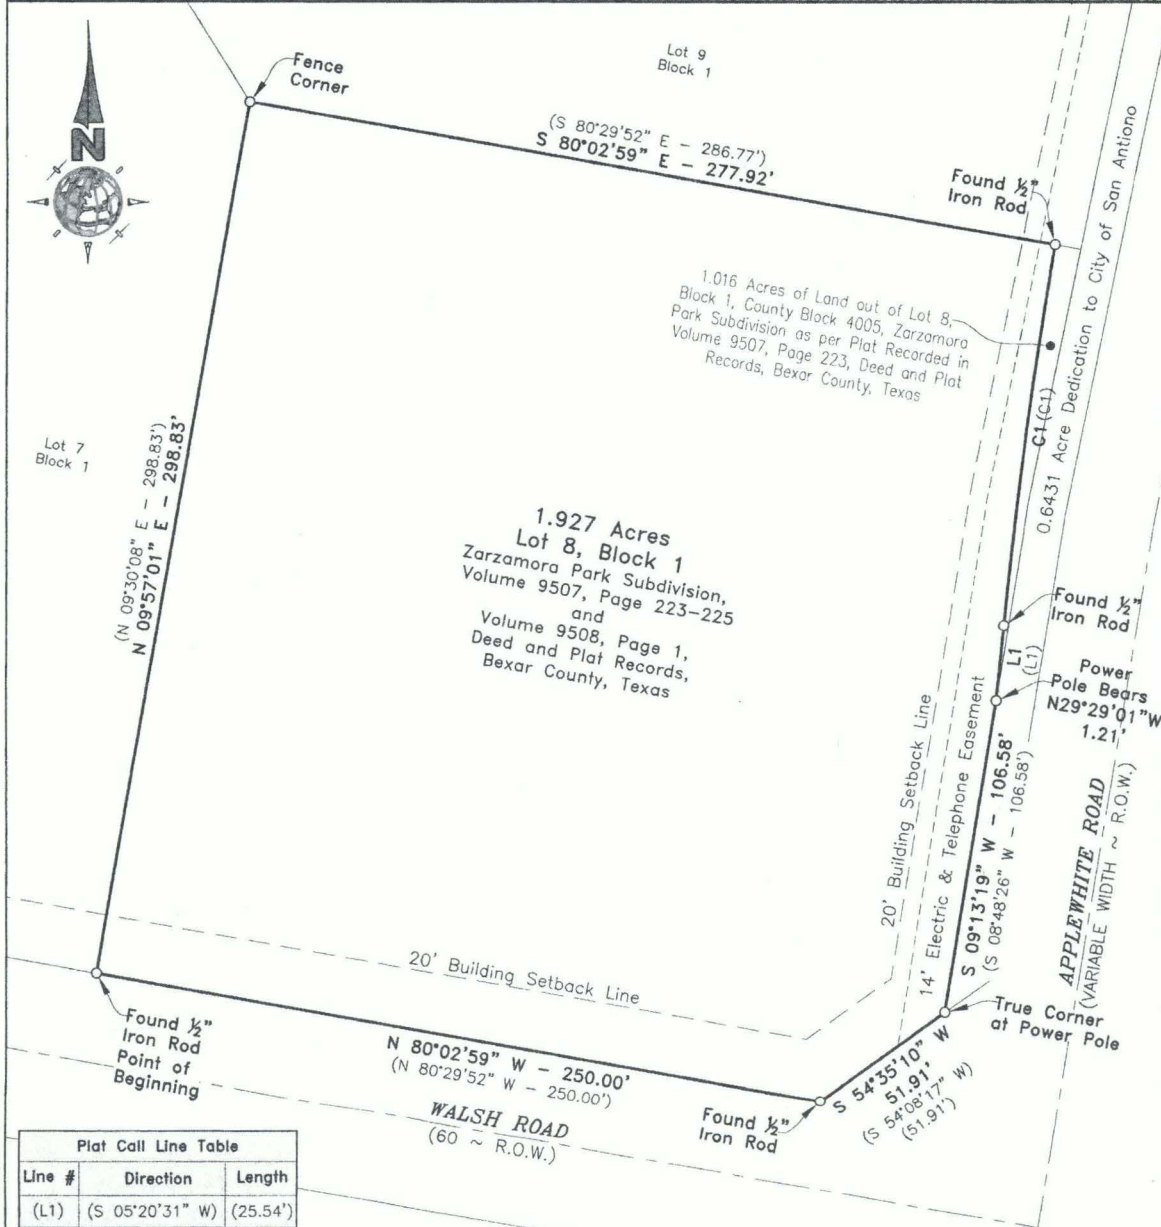 N
Lot 9
Block 1
Fence
Corner
(S 80°29'52" E - 286.77')
S 80°02'59" E - 277.92'
Found ½"
Iron Rod
0.6431 Acre Dedication to City of San Antiono
1.016 Acres of Land out of Lot 8,
Block 1, County Block 4005, Zarzamora
Park Subdivision as per Plat Recorded in
Volume 9507, Page 223, Deed and Plat
Records, Bexar County, Texas
C1 (C1)
Lot 7
Block 1
(N 09°30'08" E - 298.83')
N 09°57'01" E - 298.83'
1.927 Acres
Lot 8, Block 1
Zarzamora Park Subdivision,
Volume 9507, Page 223-225
and
Volume 9508, Page 1,
Deed and Plat Records,
Bexar County, Texas
Found ½"
Iron Rod
L1
(L1)
Power
Pole Bears
N29°29'01"W
1.21'
20' Building Setback Line
14' Electric & Telephone Easement
S 09°13'19" W - 106.58'
(S 08°48'26" W - 106.58')
APPLEWHITE ROAD
(VARIABLE WIDTH ~ R.O.W.)
20' Building Setback Line
True Corner
at Power Pole
Found ½"
Iron Rod
Point of
Beginning
N 80°02'59" W - 250.00'
(N 80°29'52" W - 250.00')
WALSH ROAD
(60 ~ R.O.W.)
Found ½"
Iron Rod
S 54°35'10" W
51.91'
(S 54°08'17" W)
(51.91')
Plat Call Line Table
Line # Direction Length
(L1) (S 05°20'31" W) (25.54')